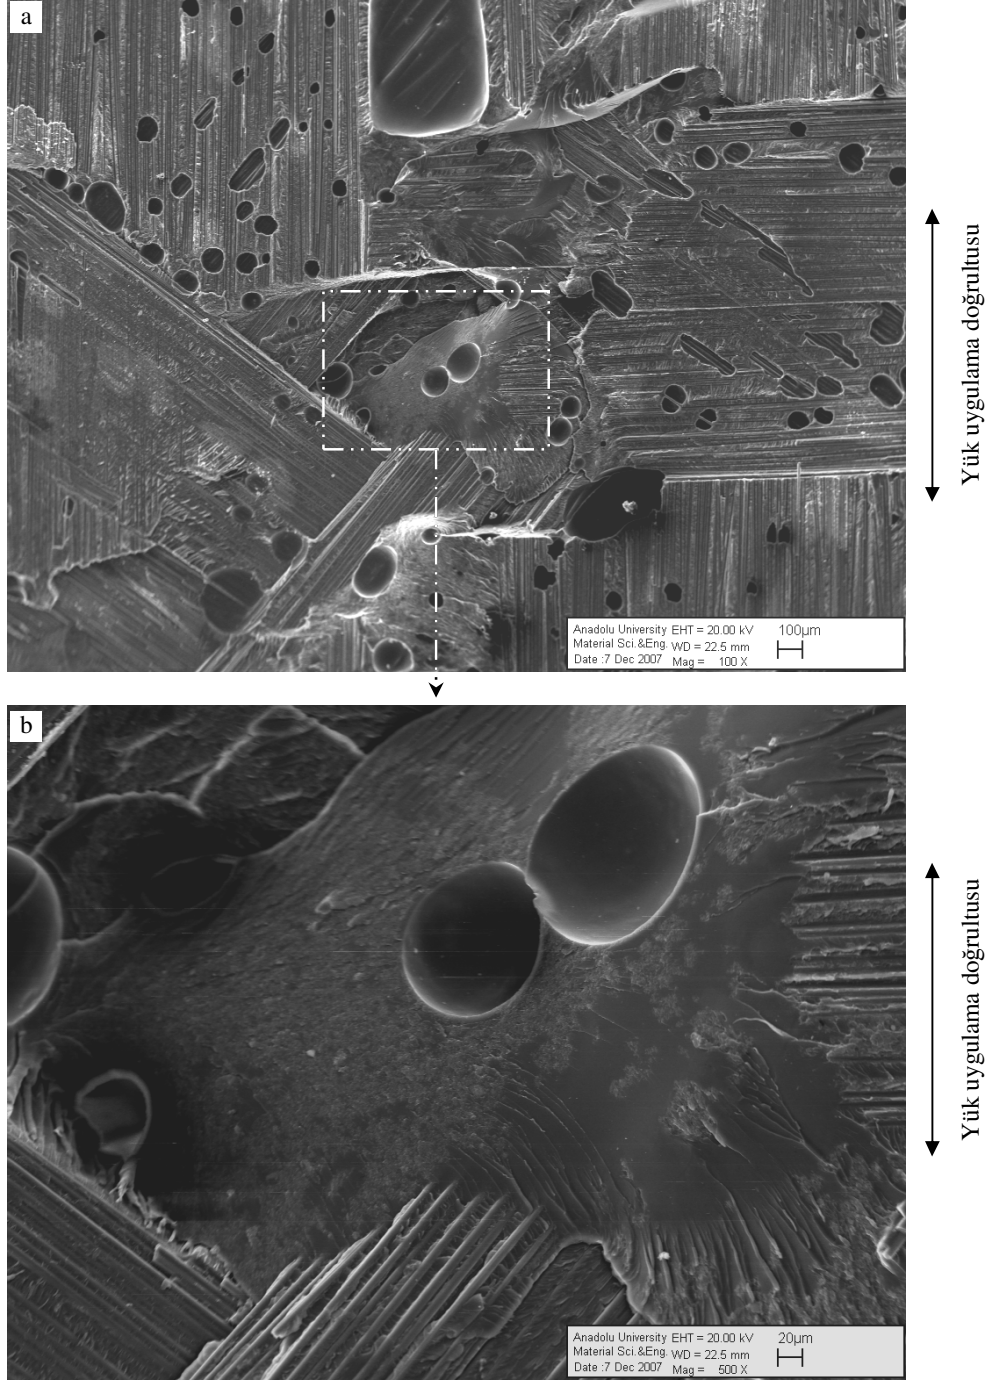 a
Yük uygulama doğrultusu
Anadolu University EHT = 20.00 kV 100µm
Material Sci.&Eng. WD = 22.5 mm
Date :7 Dec 2007 Mag = 100 X
b
Yük uygulama doğrultusu
Anadolu University EHT = 20.00 kV 20µm
Material Sci.&Eng. WD = 22.5 mm
Date :7 Dec 2007 Mag = 500 X